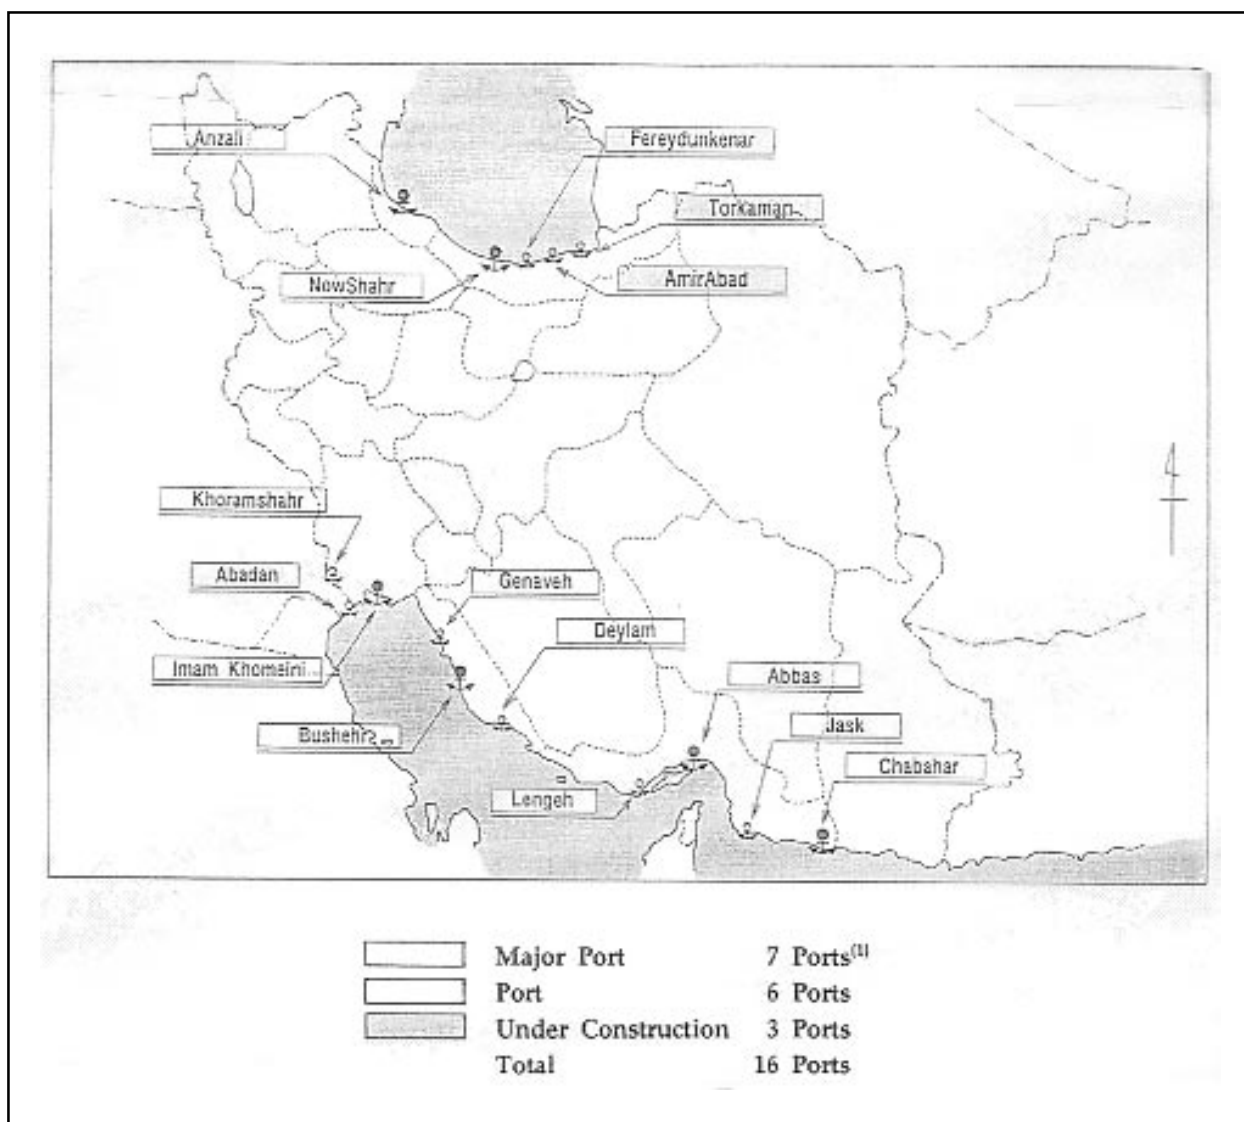 Anzali
Fereydunkenar
Torkaman
NowShahr
AmirAbad
Khoramshahr
Abadan
Genaveh
Deylam
Imam Khomeini
Abbas
Bushehr
Jask
Chabahar
Lengeh
Major Port 7 Ports(1)
Port 6 Ports
Under Construction 3 Ports
Total 16 Ports